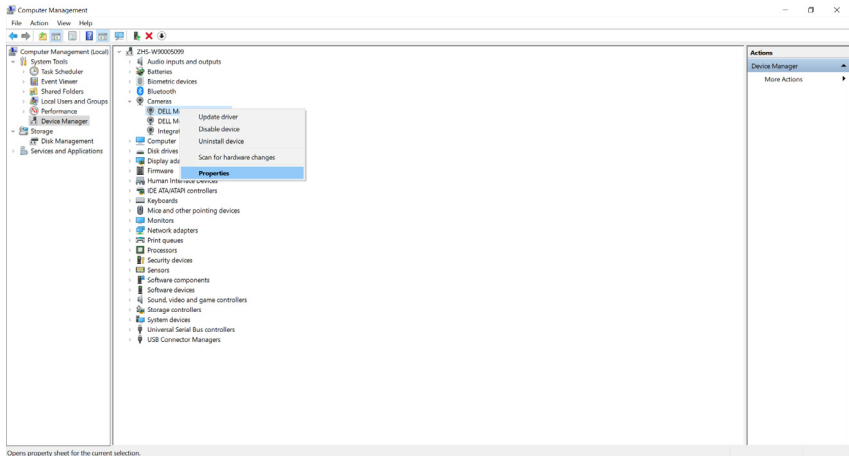 Computer Management
File Action View Help
Computer Management (Local)
System Tools
Task Scheduler
Event Viewer
Shared Folders
Local Users and Groups
Performance
Device Manager
Storage
Disk Management
Services and Applications
ZHS-W90005099
Audio inputs and outputs
Batteries
Biometric devices
Bluetooth
Cameras
DELL M
DELL M
Integrat
Computer
Disk drives
Display ada
Firmware
Human Interface Devices
IDE ATA/ATAPI controllers
Keyboards
Mice and other pointing devices
Monitors
Network adapters
Print queues
Processors
Security devices
Sensors
Software components
Software devices
Sound, video and game controllers
Storage controllers
System devices
Universal Serial Bus controllers
USB Connector Managers
Update driver
Disable device
Uninstall device
Scan for hardware changes
Properties
Actions
Device Manager
More Actions
Opens property sheet for the current selection.